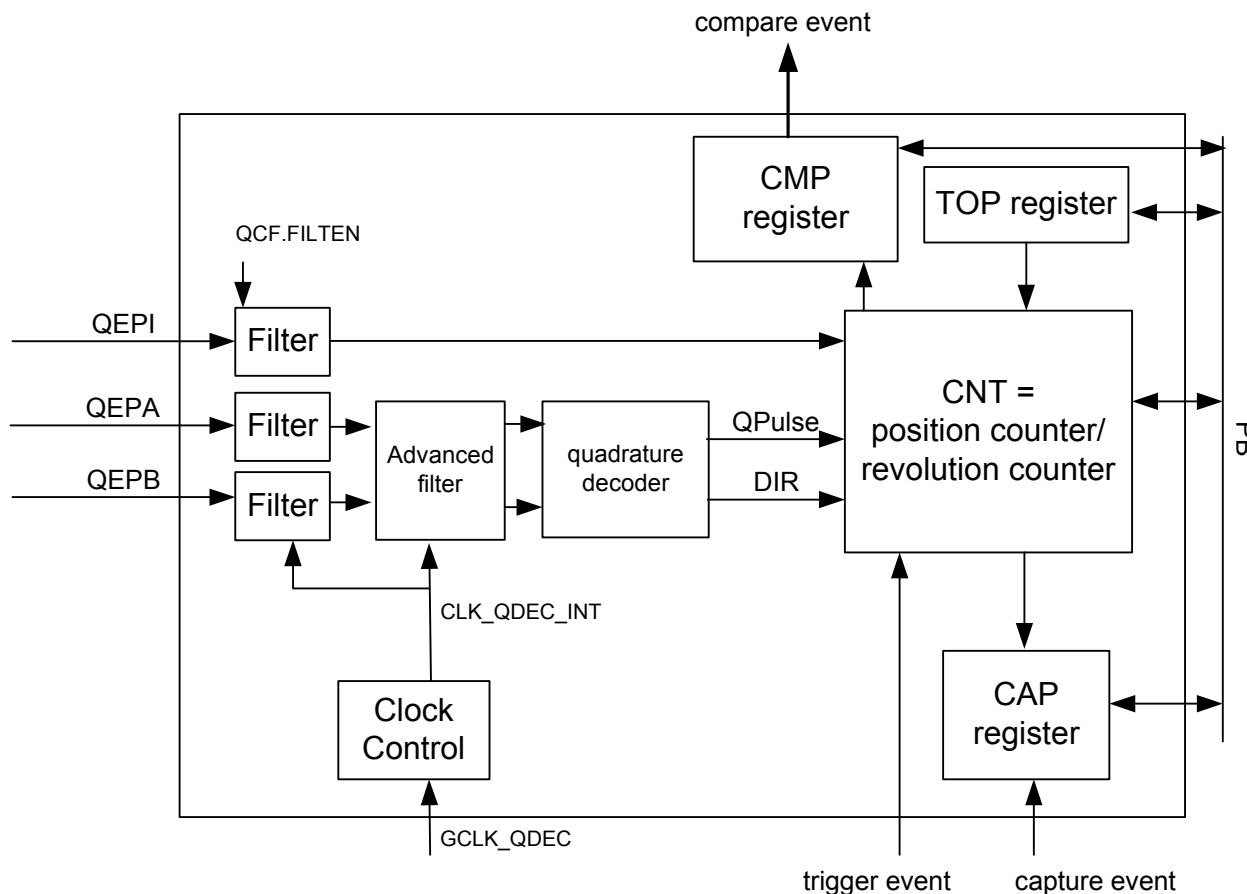 compare event
CMP
register
TOP register
QCF.FILTEN
QEPI
Filter
QEPA
Filter
QEPB
Filter
Advanced
filter
quadrature
decoder
QPulse
DIR
CNT =
position counter/
revolution counter
PB
CLK_QDEC_INT
Clock
Control
CAP
register
GCLK_QDEC
trigger event
capture event